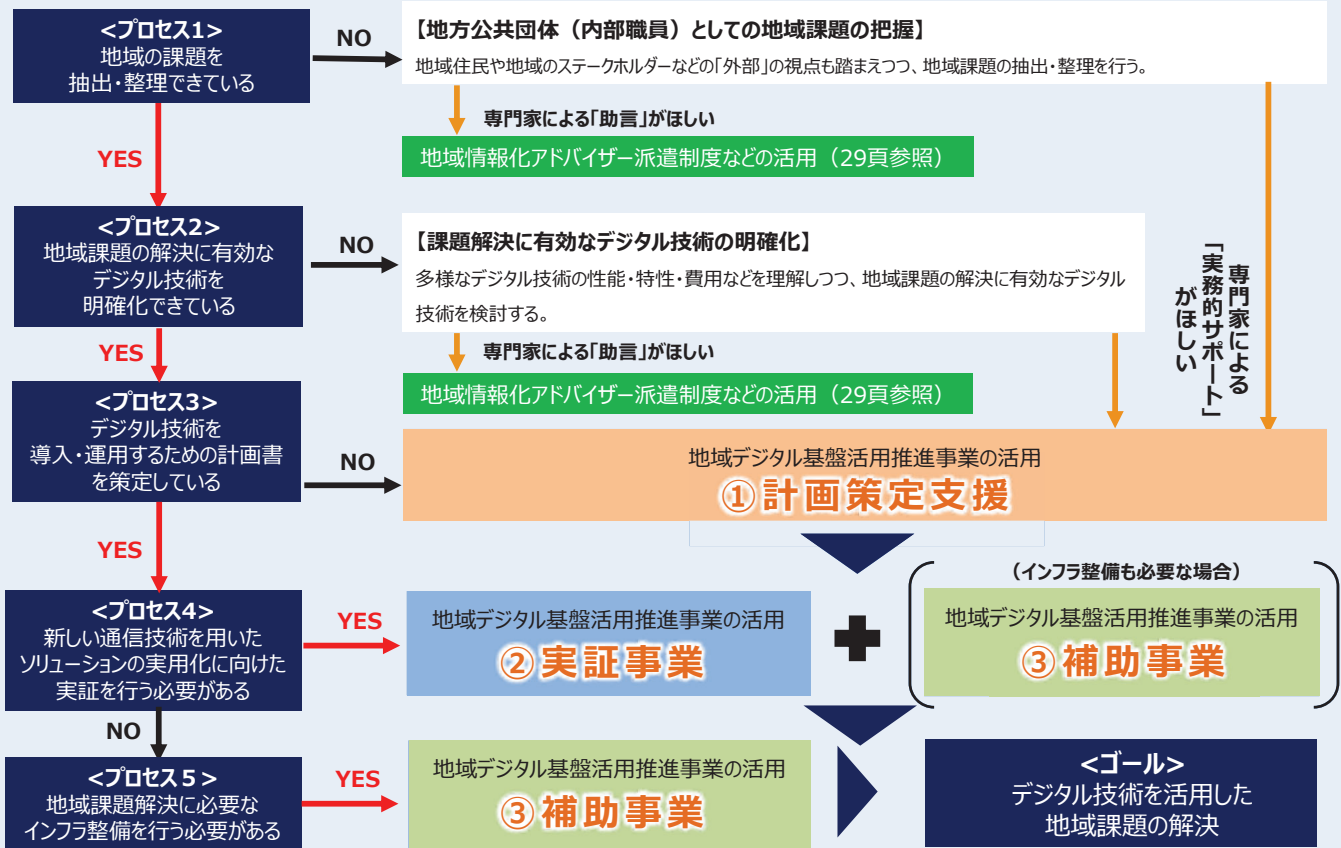 <プロセス1>
地域の課題を
抽出・整理できている
NO
【地方公共団体（内部職員）としての地域課題の把握】
地域住民や地域のステークホルダーなどの「外部」の視点も踏まえつつ、地域課題の抽出・整理を行う。
専門家による「助言」がほしい
地域情報化アドバイザー派遣制度などの活用（29頁参照）
YES
<プロセス2>
地域課題の解決に有効な
デジタル技術を
明確化できている
NO
【課題解決に有効なデジタル技術の明確化】
多様なデジタル技術の性能・特性・費用などを理解しつつ、地域課題の解決に有効なデジタル
技術を検討する。
専門家による「助言」がほしい
地域情報化アドバイザー派遣制度などの活用（29頁参照）
専門家による
「実務的サポート」
がほしい
YES
<プロセス3>
デジタル技術を
導入・運用するための計画書
を策定している
NO
地域デジタル基盤活用推進事業の活用
①計画策定支援
YES
<プロセス4>
新しい通信技術を用いた
ソリューションの実用化に向けた
実証を行う必要がある
YES
地域デジタル基盤活用推進事業の活用
②実証事業
（インフラ整備も必要な場合）
地域デジタル基盤活用推進事業の活用
③補助事業
NO
<プロセス５>
地域課題解決に必要な
インフラ整備を行う必要がある
YES
地域デジタル基盤活用推進事業の活用
③補助事業
<ゴール>
デジタル技術を活用した
地域課題の解決